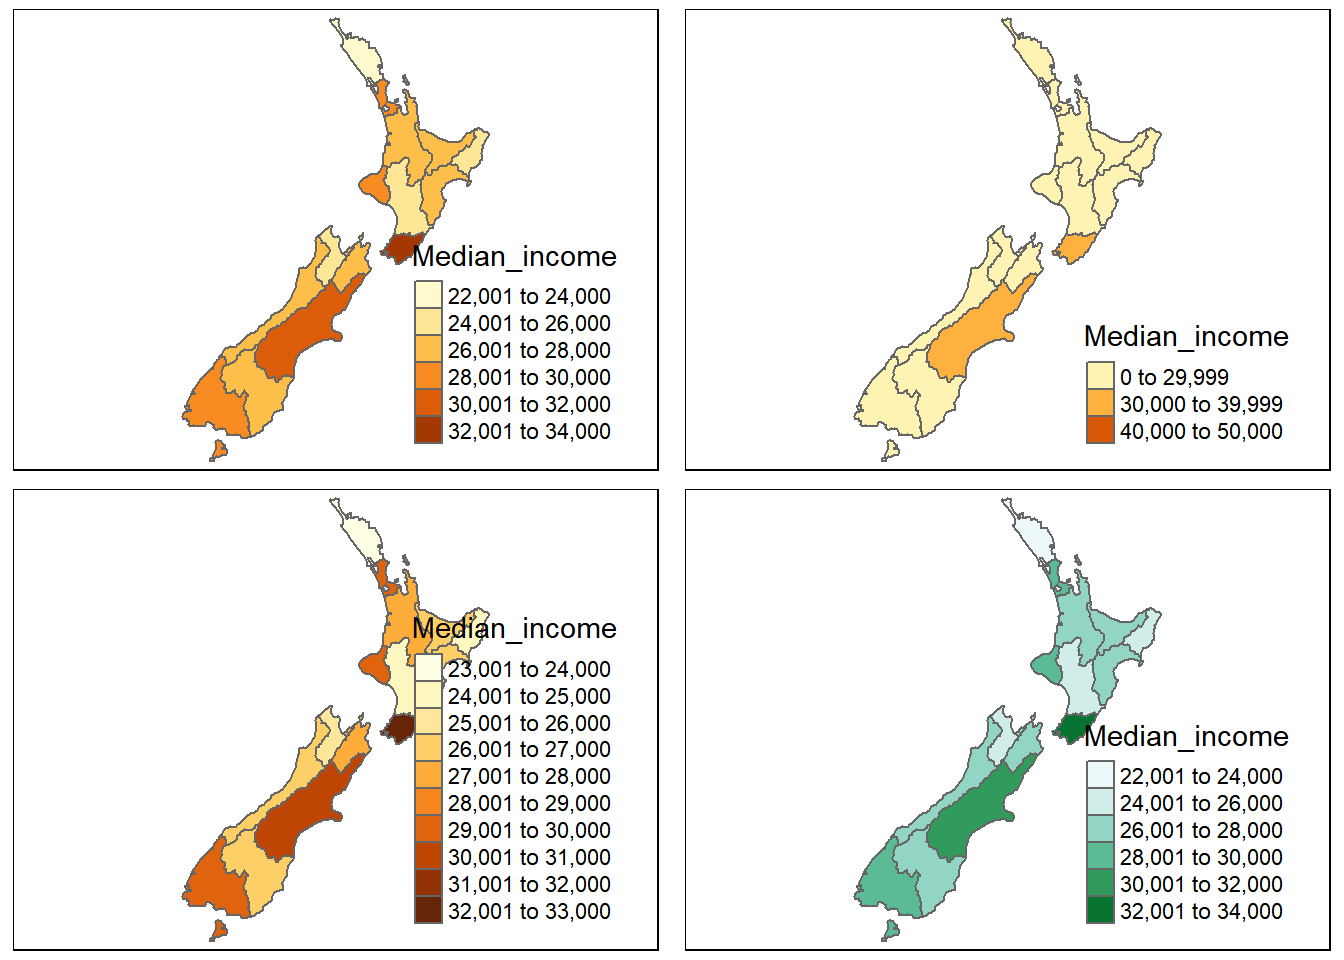 Median_income
22,001 to 24,000
24,001 to 26,000
26,001 to 28,000
28,001 to 30,000
30,001 to 32,000
32,001 to 34,000
Median_income
0 to 29,999
30,000 to 39,999
40,000 to 50,000
Median_income
23,001 to 24,000
24,001 to 25,000
25,001 to 26,000
26,001 to 27,000
27,001 to 28,000
28,001 to 29,000
29,001 to 30,000
30,001 to 31,000
31,001 to 32,000
32,001 to 33,000
Median_income
22,001 to 24,000
24,001 to 26,000
26,001 to 28,000
28,001 to 30,000
30,001 to 32,000
32,001 to 34,000